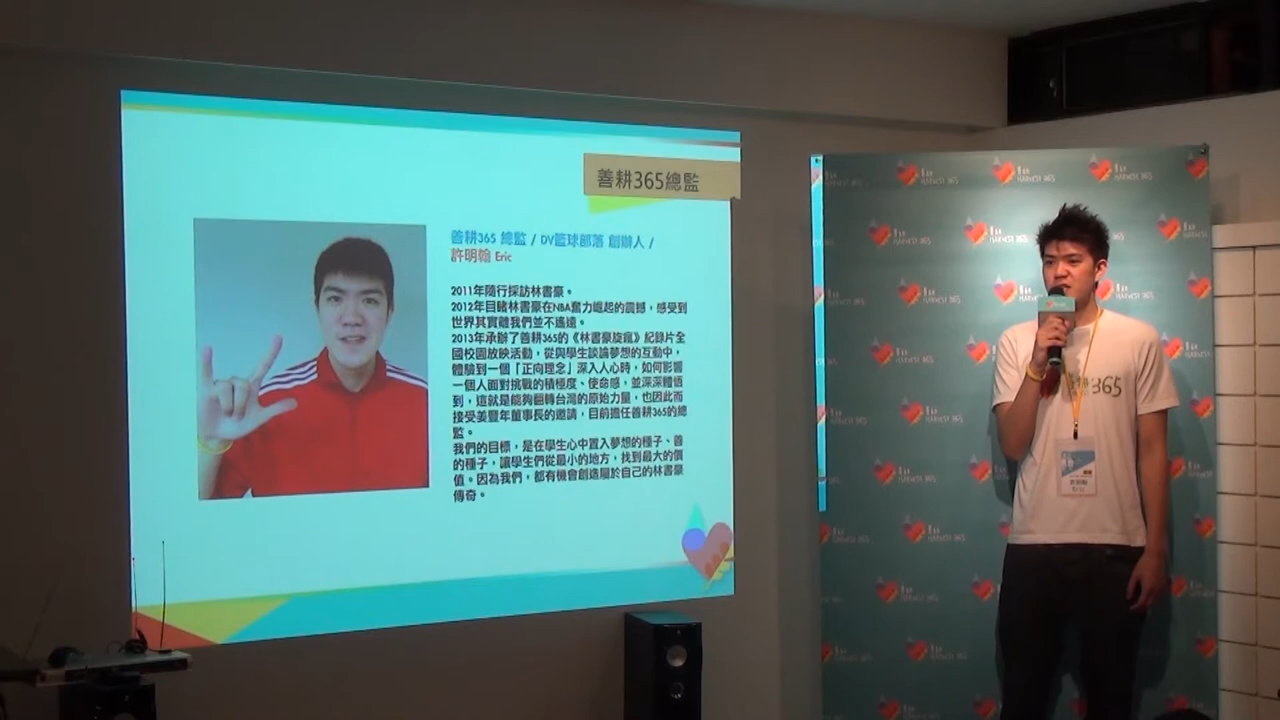 善耕365總監
善耕365 總監 / DV籃球部落 創辦人 /
許明翰 Eric
2011年隨行採訪林書豪。
2012年目睹林書豪在NBA奮力崛起的震撼，感受到
世界其實離我們並不遙遠。
2013年承辦了善耕365的《林書豪旋風》紀錄片全
國校園放映活動，從與學生談論夢想的互動中，
體驗到一個「正向理念」深入人心時，如何影響
一個人面對挑戰的積極度、使命感，並深深體悟
到，這就是能夠翻轉台灣的原始力量，也因此而
接受姜豐年董事長的邀請，目前擔任善耕365的總
監。
我們的目標，是在學生心中置入夢想的種子、善
的種子，讓學生們從最小的地方，找到最大的價
值。因為我們，都有機會創造屬於自己的林書豪
傳奇。
善耕365
HARVEST 365